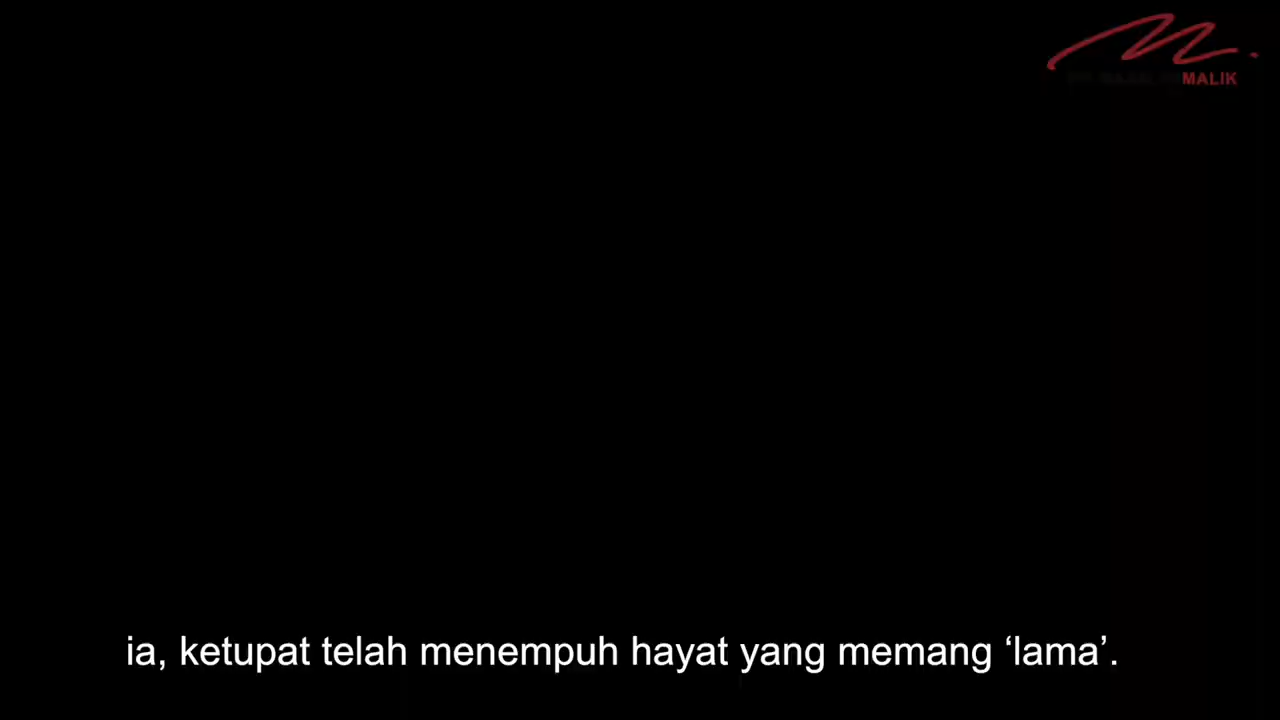 MALIK
ia, ketupat telah menempuh hayat yang memang ‘lama’.